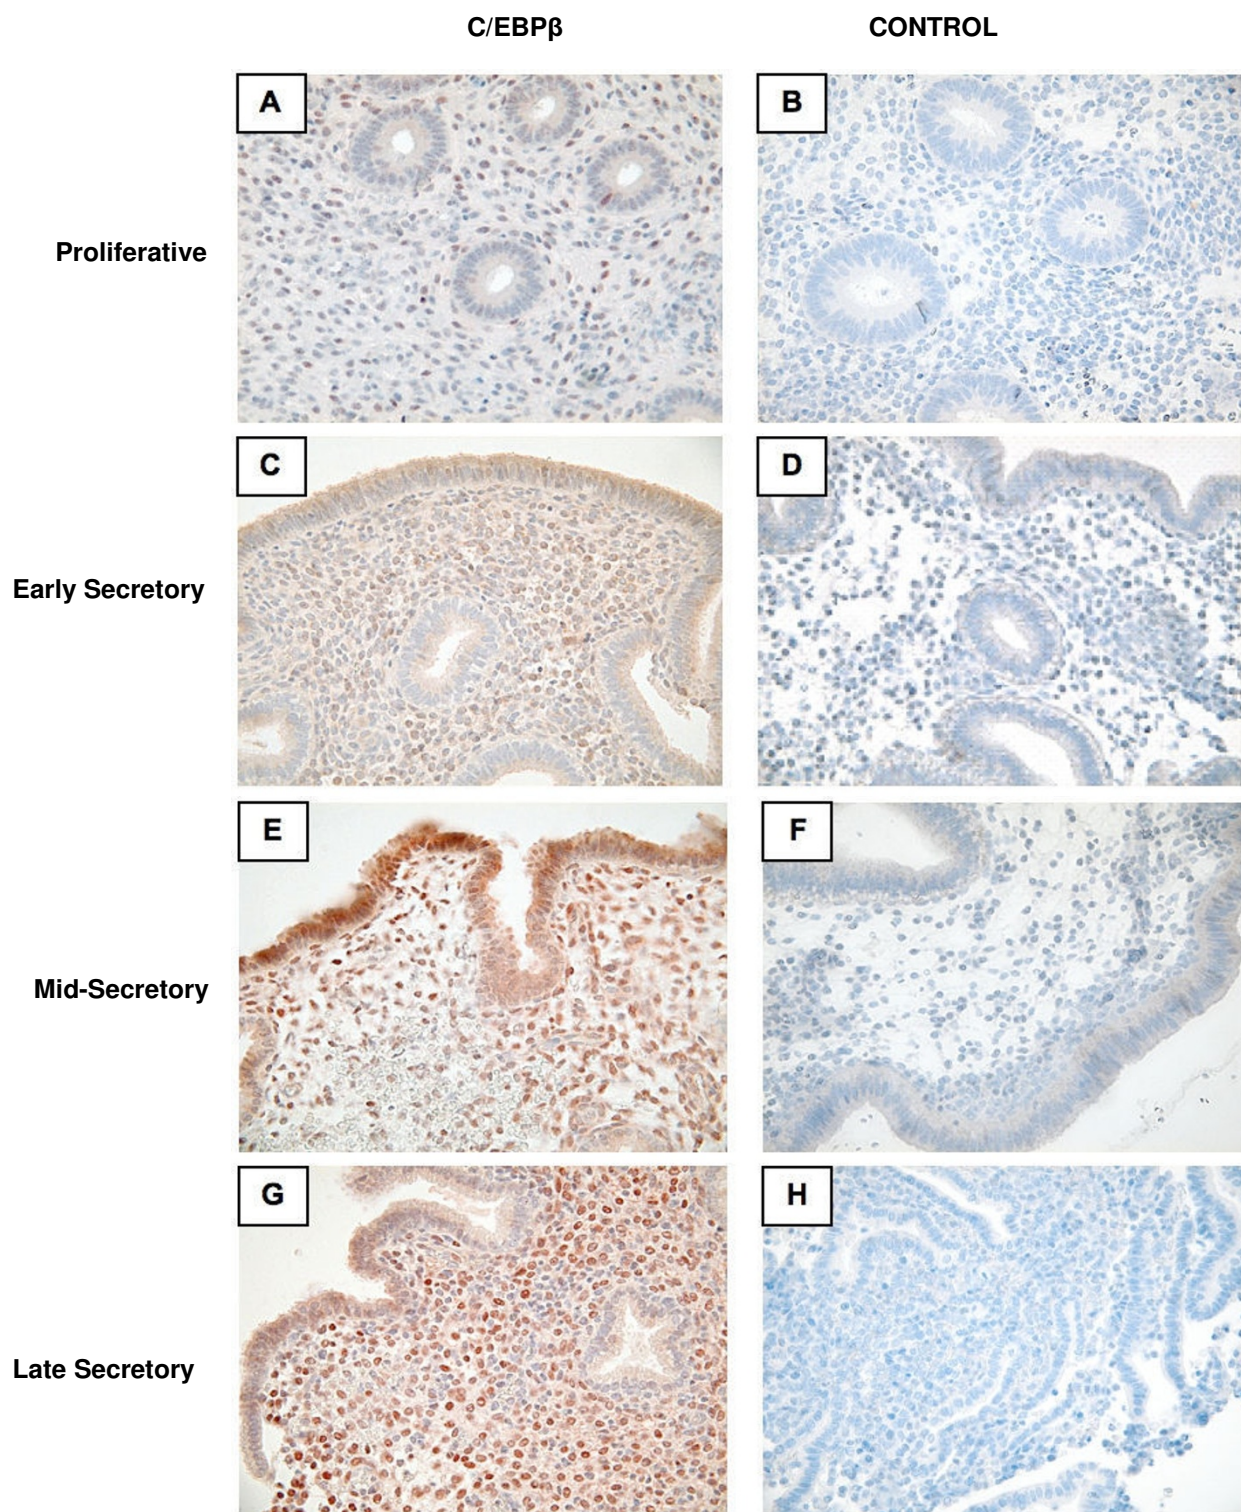 C/EBPβ CONTROL
A B
Proliferative
C D
Early Secretory
E F
Mid-Secretory
G H
Late Secretory